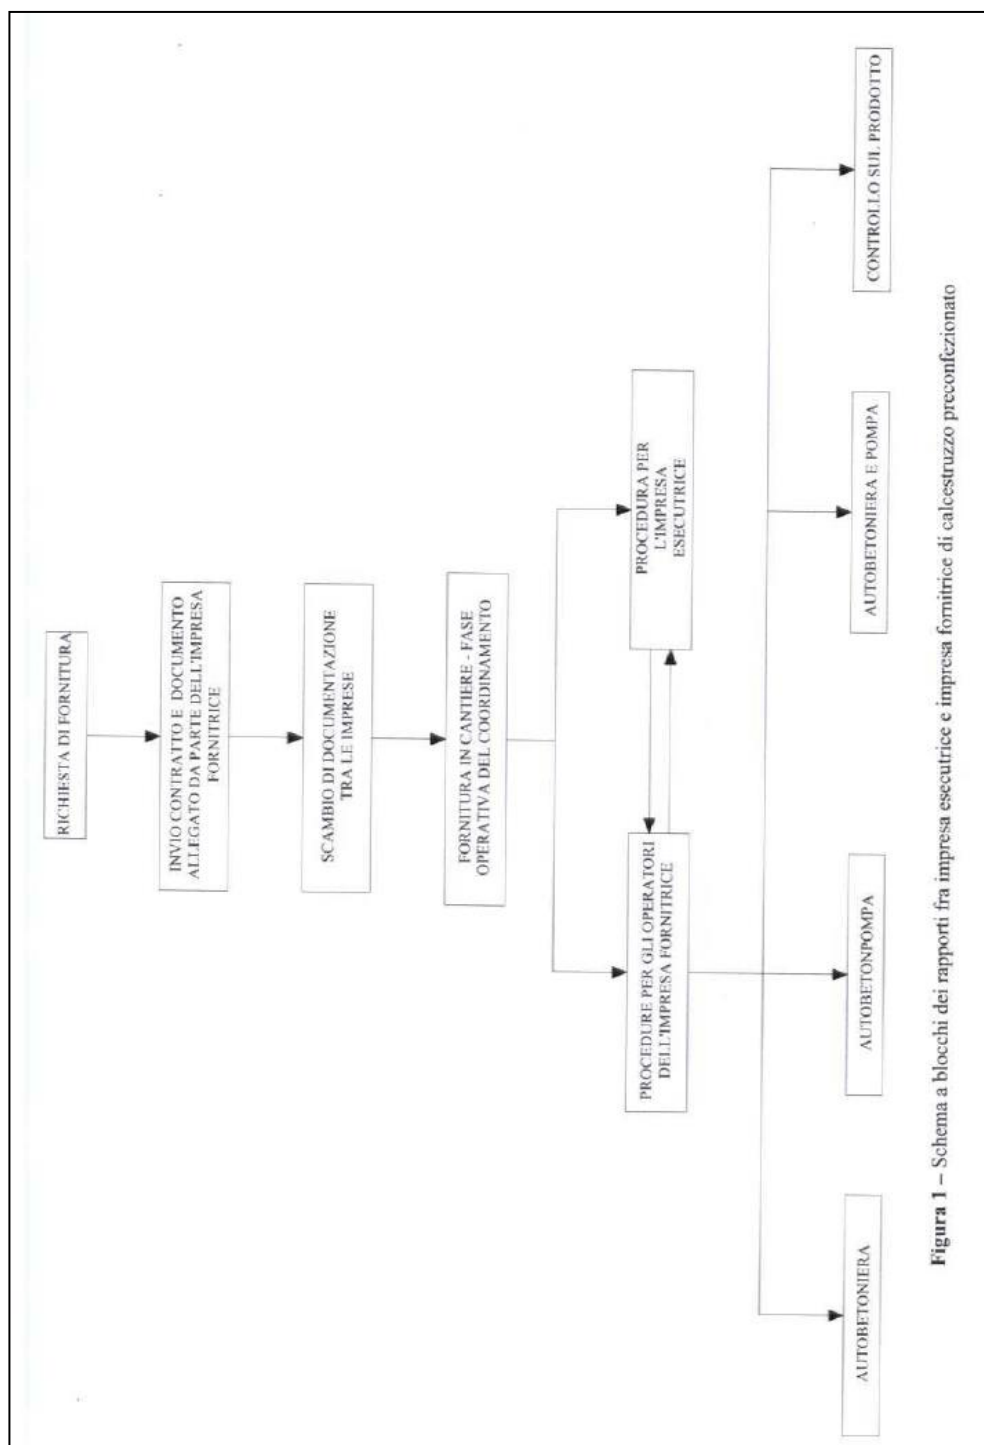 RICHIESTA DI FORNITURA
INVIO CONTRATTO E DOCUMENTO
ALLEGATO DA PARTE DELL'IMPRESA
FORNITRICE
SCAMBIO DI DOCUMENTAZIONE
TRA LE IMPRESE
FORNITURA IN CANTIERE - FASE
OPERATIVA DEL COORDINAMENTO
PROCEDURE PER GLI OPERATORI
DELL'IMPRESA FORNITRICE
PROCEDURA PER
L'IMPRESA
ESECUTRICE
AUTOBETONIERA
AUTOBETONPOMPA
AUTOBETONIERA E POMPA
CONTROLLO SUL PRODOTTO
Figura 1 – Schema a blocchi dei rapporti fra impresa esecutrice e impresa fornitrice di calcestruzzo preconfezionato